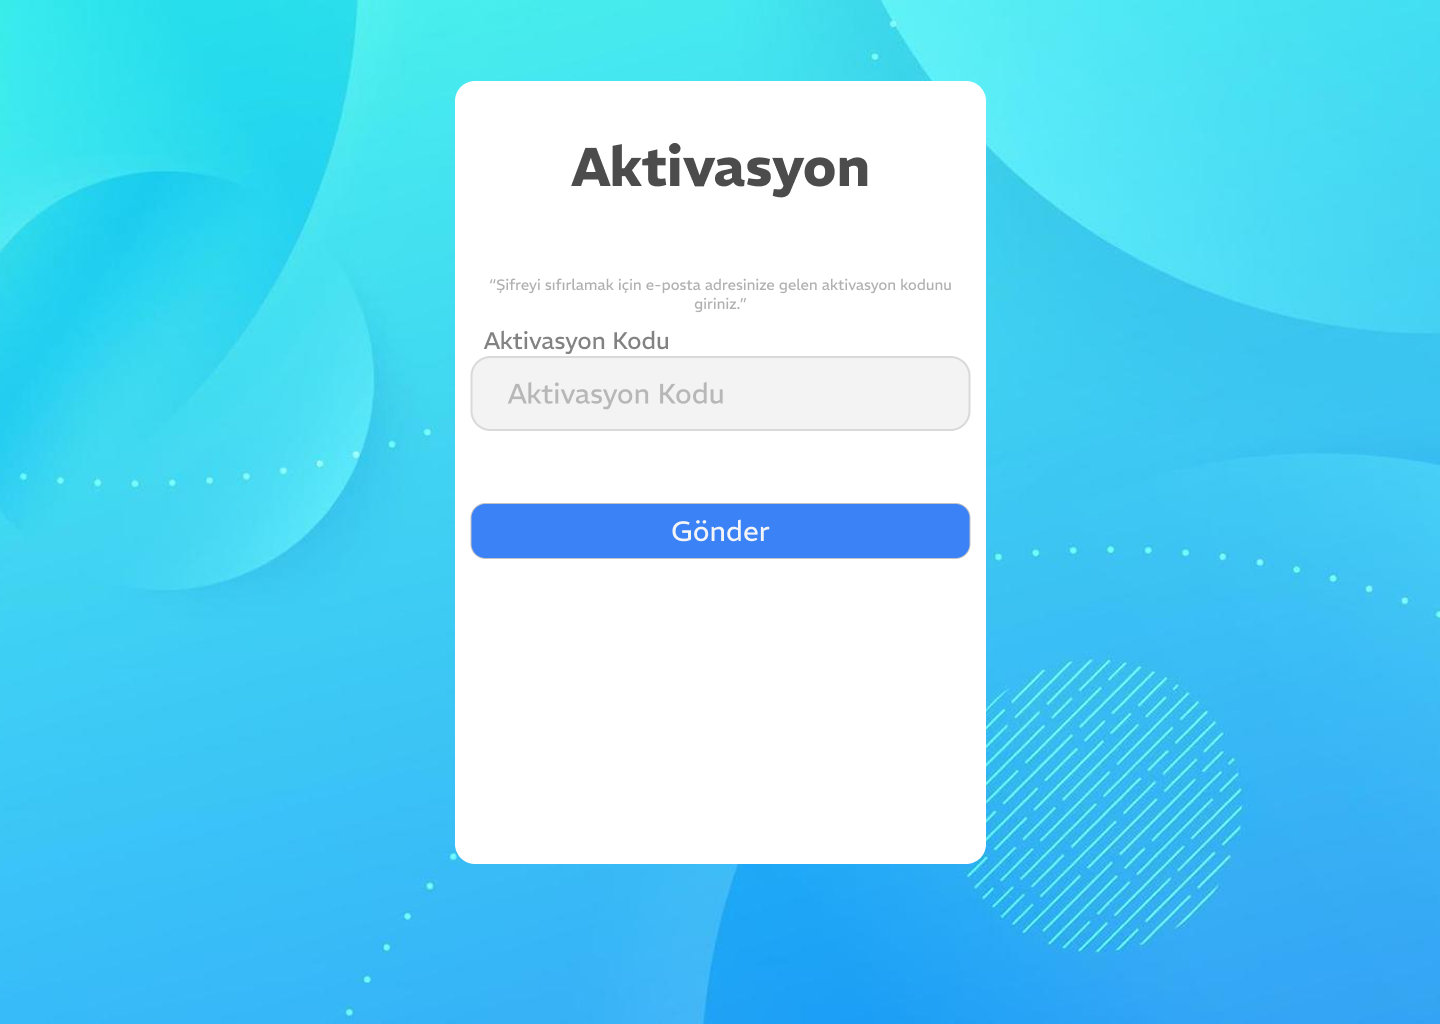 Aktivasyon
“Şifreyi sıfırlamak için e-posta adresinize gelen aktivasyon kodunu
giriniz.”
Aktivasyon Kodu
Aktivasyon Kodu
Gönder